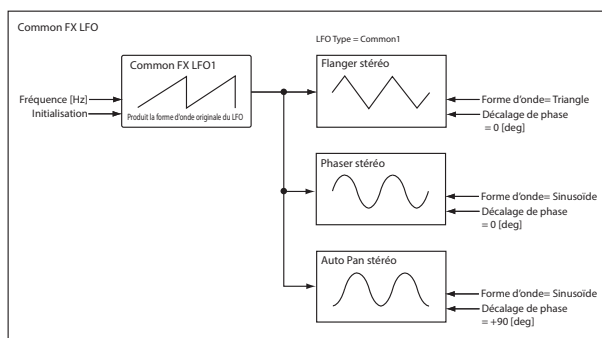 Common FX LFO
LFO Type = Common1
Common FX LFO1
Produit la forme d'onde originale du LFO
Fréquence [Hz]
Initialisation
Flanger stéréo
Forme d'onde= Triangle
Décalage de phase
= 0 [deg]
Phaser stéréo
Forme d'onde= Sinusoïde
Décalage de phase
= 0 [deg]
Auto Pan stéréo
Forme d'onde= Sinusoïde
Décalage de phase
= +90 [deg]